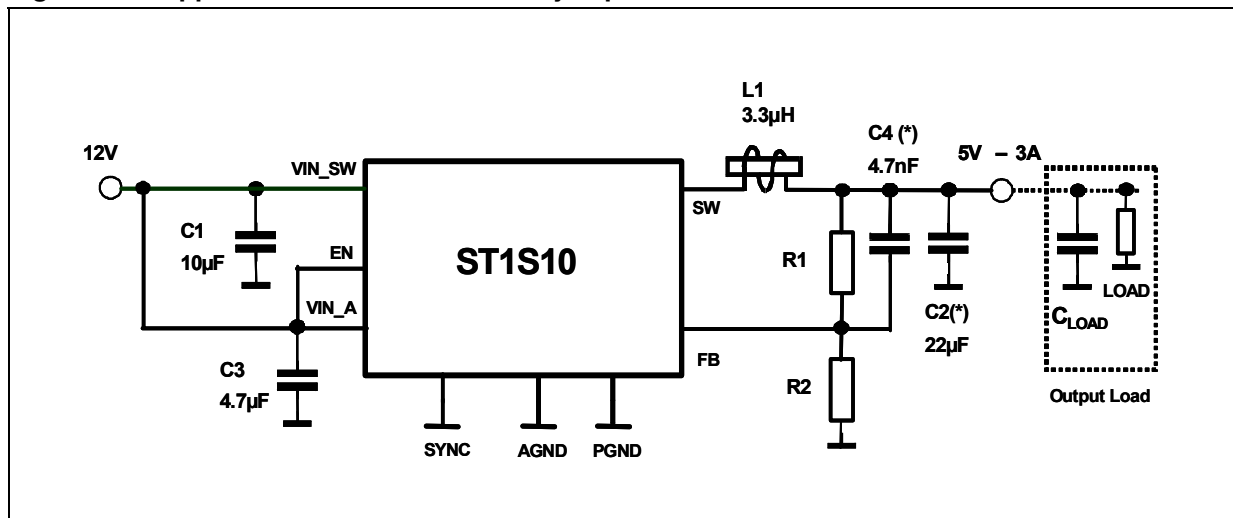 L1
3.3µH
C4 (*)
4.7nF
5V – 3A
12V
VIN_SW
SW
C1
10µF
EN
ST1S10
R1
VIN_A
LOAD
C2(*)
22µF
CLOAD
FB
C3
4.7µF
R2
Output Load
SYNC
AGND
PGND